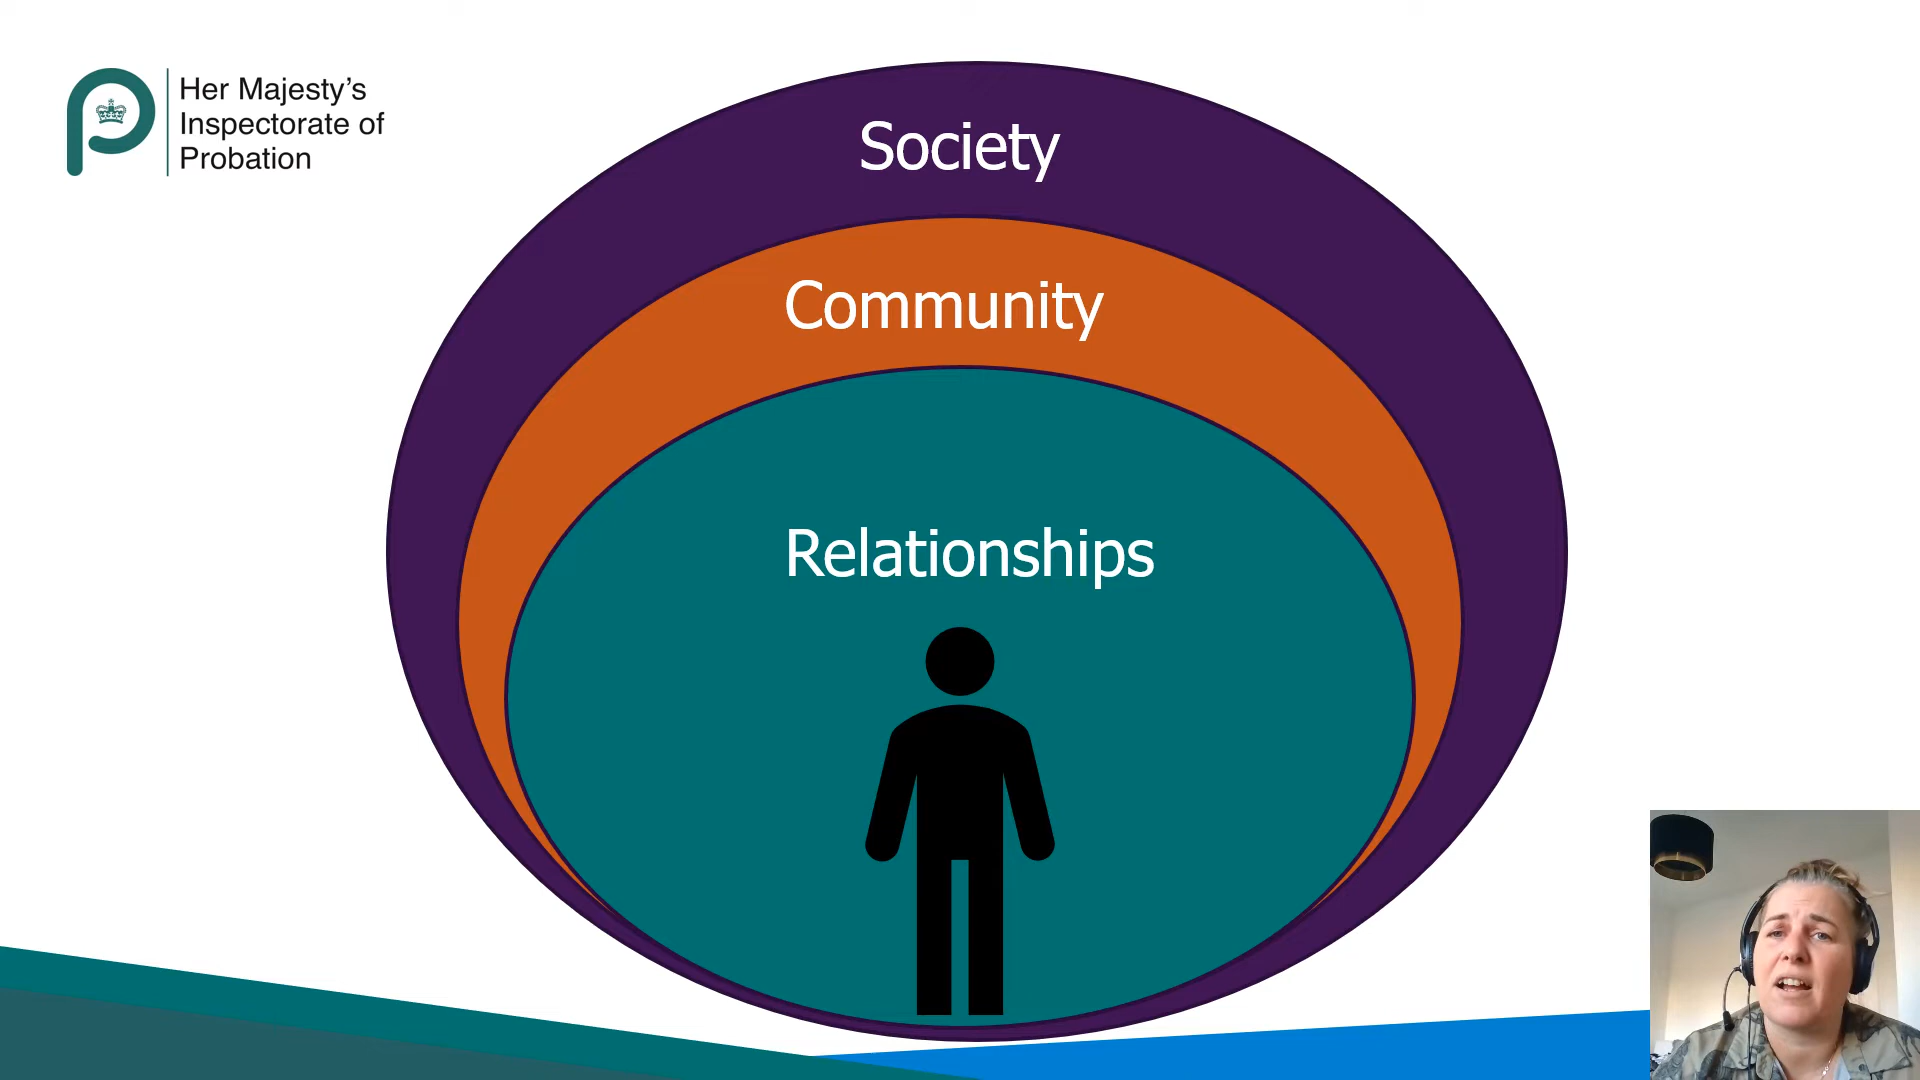 Her Majesty's
Inspectorate of
Probation
Society
Community
Relationships